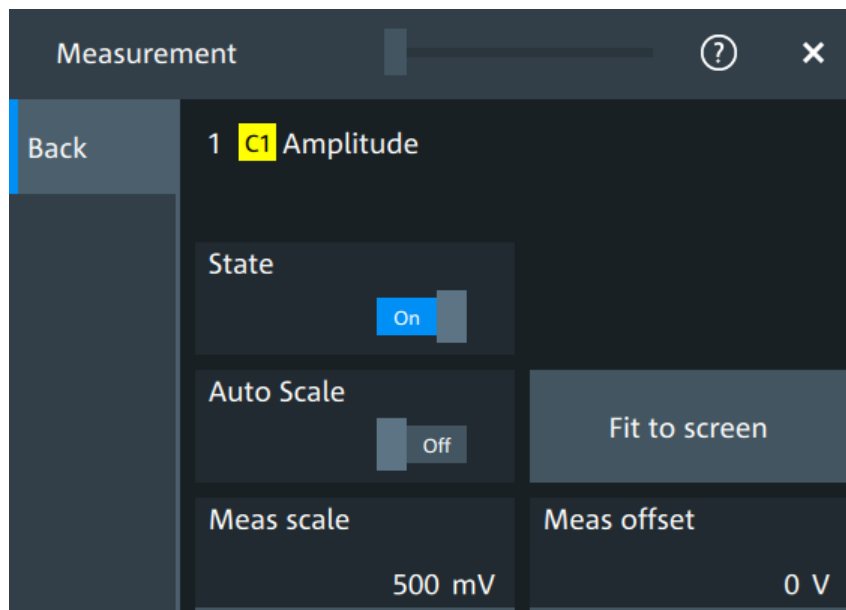 Measurement ?
Back
1 C1 Amplitude
State
On
Auto Scale
Off
Fit to screen
Meas scale
500 mV
Meas offset
0 V